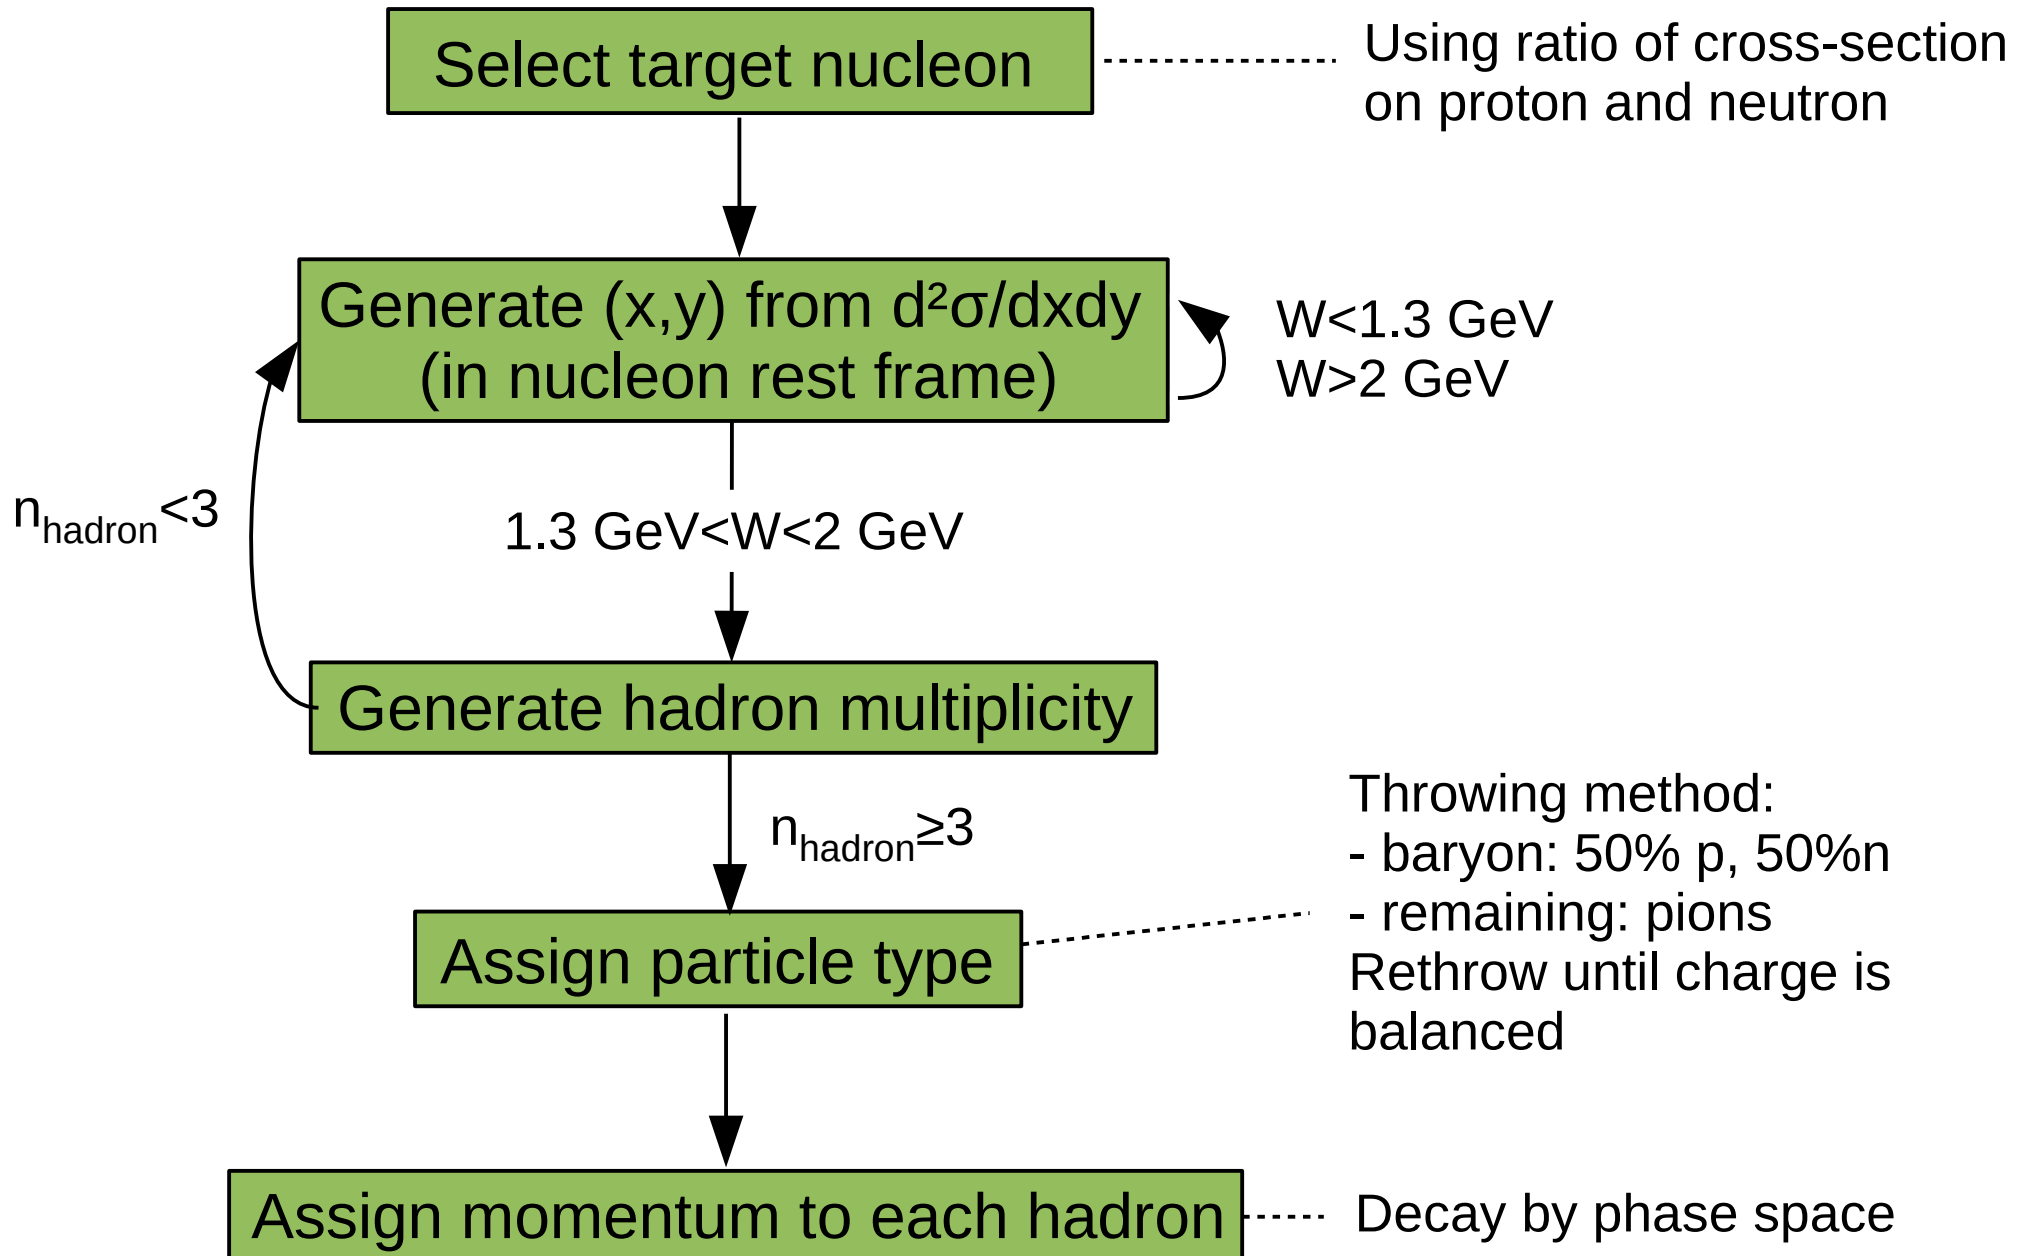 Select target nucleon
Using ratio of cross-section
on proton and neutron
Generate (x,y) from d²σ/dxdy
(in nucleon rest frame)
W<1.3 GeV
W>2 GeV
n_hadron<3
1.3 GeV<W<2 GeV
Generate hadron multiplicity
n_hadron≥3
Assign particle type
Throwing method:
- baryon: 50% p, 50%n
- remaining: pions
Rethrow until charge is
balanced
Assign momentum to each hadron
Decay by phase space